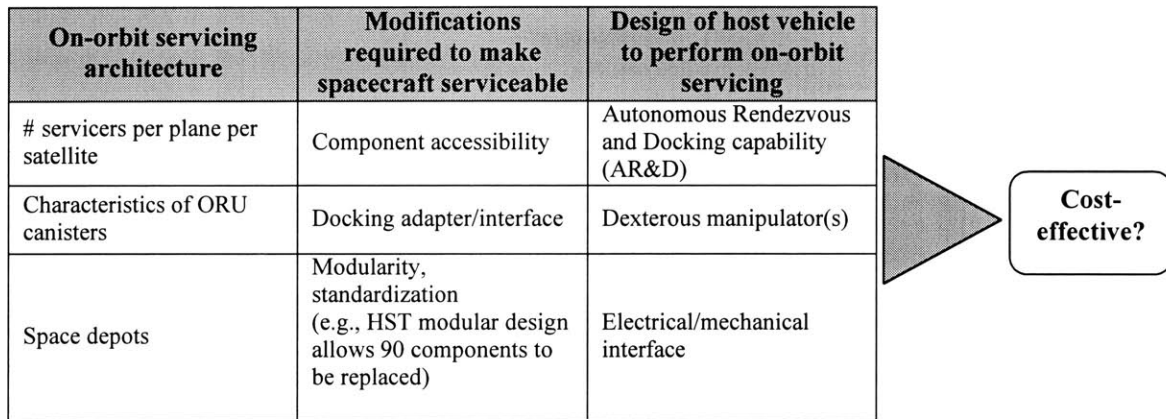 On-orbit servicing
architecture
Modifications
required to make
spacecraft serviceable
Design of host vehicle
to perform on-orbit
servicing
# servicers per plane per
satellite
Component accessibility
Autonomous Rendezvous
and Docking capability
(AR&D)
Characteristics of ORU
canisters
Docking adapter/interface
Dexterous manipulator(s)
Space depots
Modularity,
standardization
(e.g., HST modular design
allows 90 components to
be replaced)
Electrical/mechanical
interface
Cost-
effective?